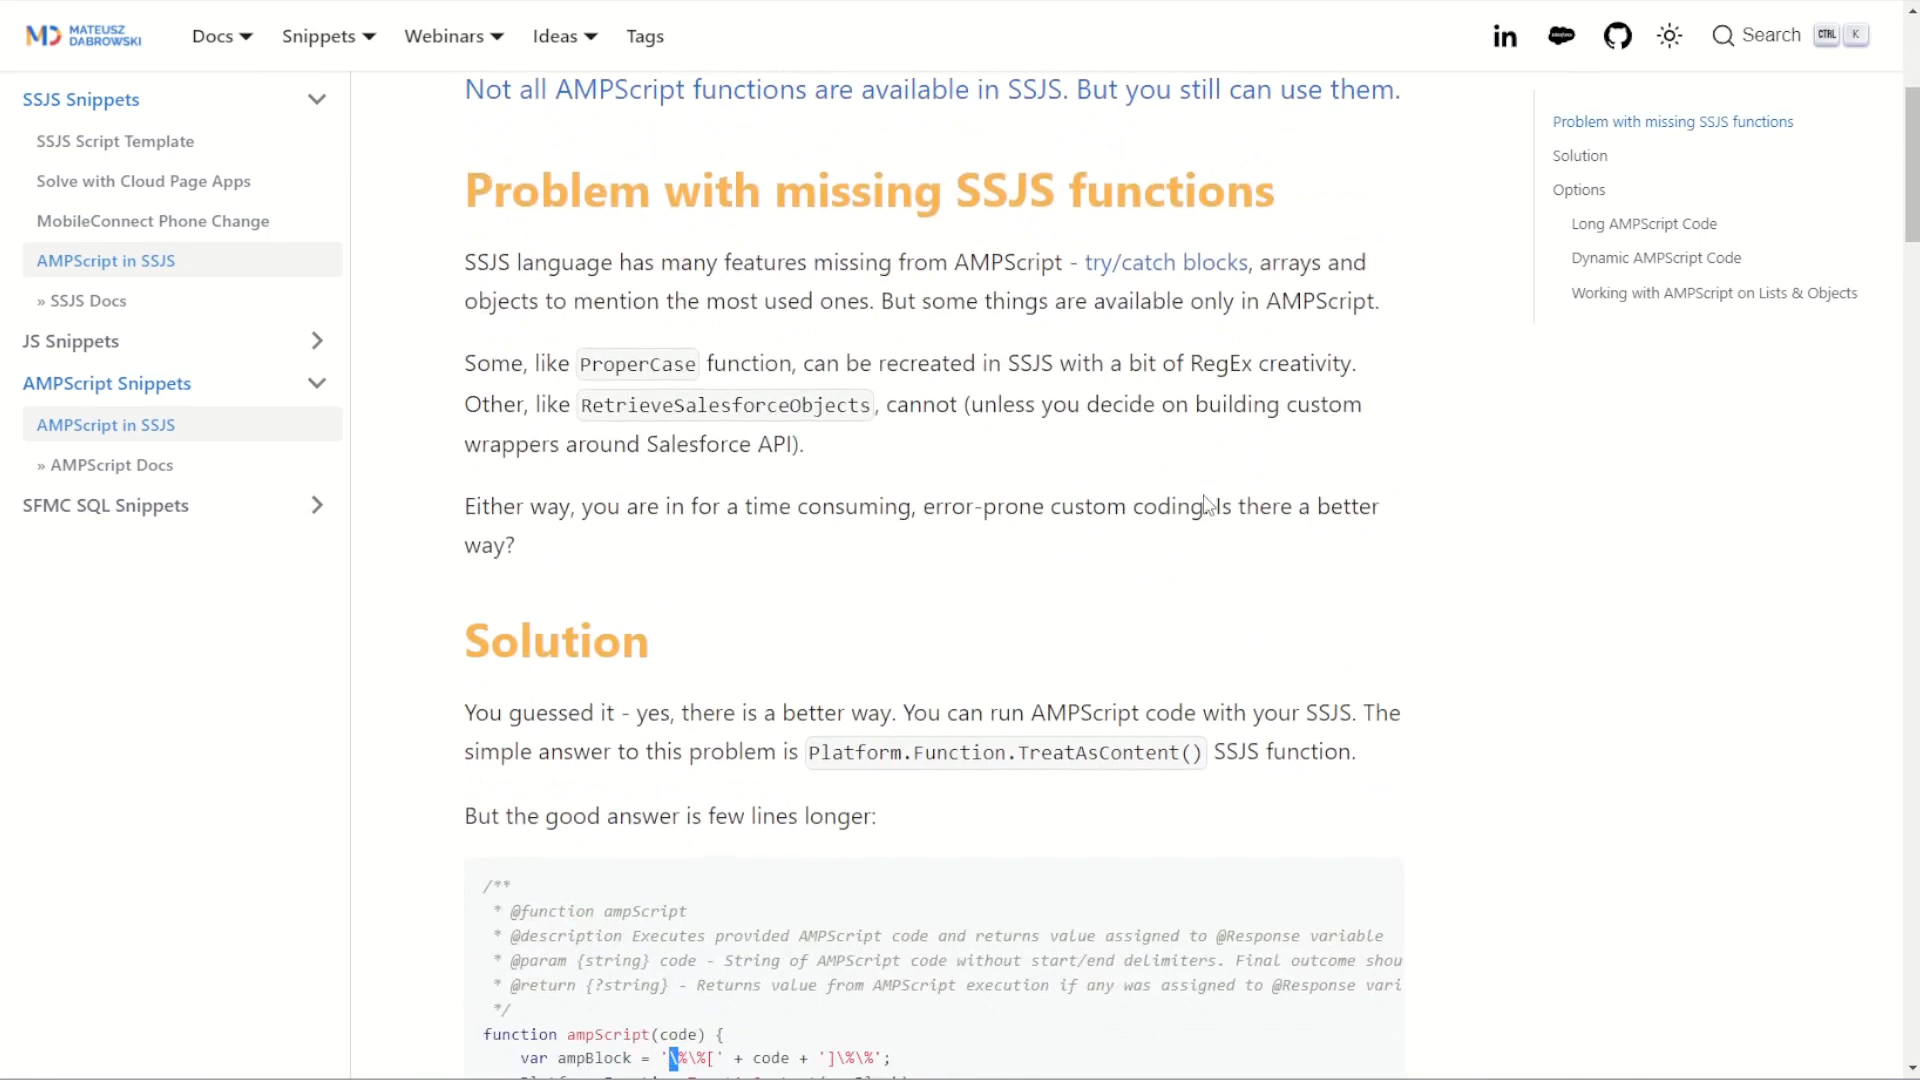 MATEUSZ
DABROWSKI
Docs
Snippets
Webinars
Ideas
Tags
Search
CTRL
K
SSJS Snippets
SSJS Script Template
Solve with Cloud Page Apps
MobileConnect Phone Change
AMPScript in SSJS
» SSJS Docs
JS Snippets
AMPScript Snippets
AMPScript in SSJS
» AMPScript Docs
SFMC SQL Snippets
Not all AMPScript functions are available in SSJS. But you still can use them.
Problem with missing SSJS functions
SSJS language has many features missing from AMPScript - try/catch blocks, arrays and
objects to mention the most used ones. But some things are available only in AMPScript.
Some, like ProperCase function, can be recreated in SSJS with a bit of RegEx creativity.
Other, like RetrieveSalesforceObjects, cannot (unless you decide on building custom
wrappers around Salesforce API).
Either way, you are in for a time consuming, error-prone custom coding. Is there a better
way?
Solution
You guessed it - yes, there is a better way. You can run AMPScript code with your SSJS. The
simple answer to this problem is Platform.Function.TreatAsContent() SSJS function.
But the good answer is few lines longer:
/**
* @function ampScript
* @description Executes provided AMPScript code and returns value assigned to @Response variable
* @param {string} code - String of AMPScript code without start/end delimiters. Final outcome shou
* @return {?string} - Returns value from AMPScript execution if any was assigned to @Response vari
*/
function ampScript(code) {
var ampBlock = '\%\%[' + code + ']\%\%';
Problem with missing SSJS functions
Solution
Options
Long AMPScript Code
Dynamic AMPScript Code
Working with AMPScript on Lists & Objects